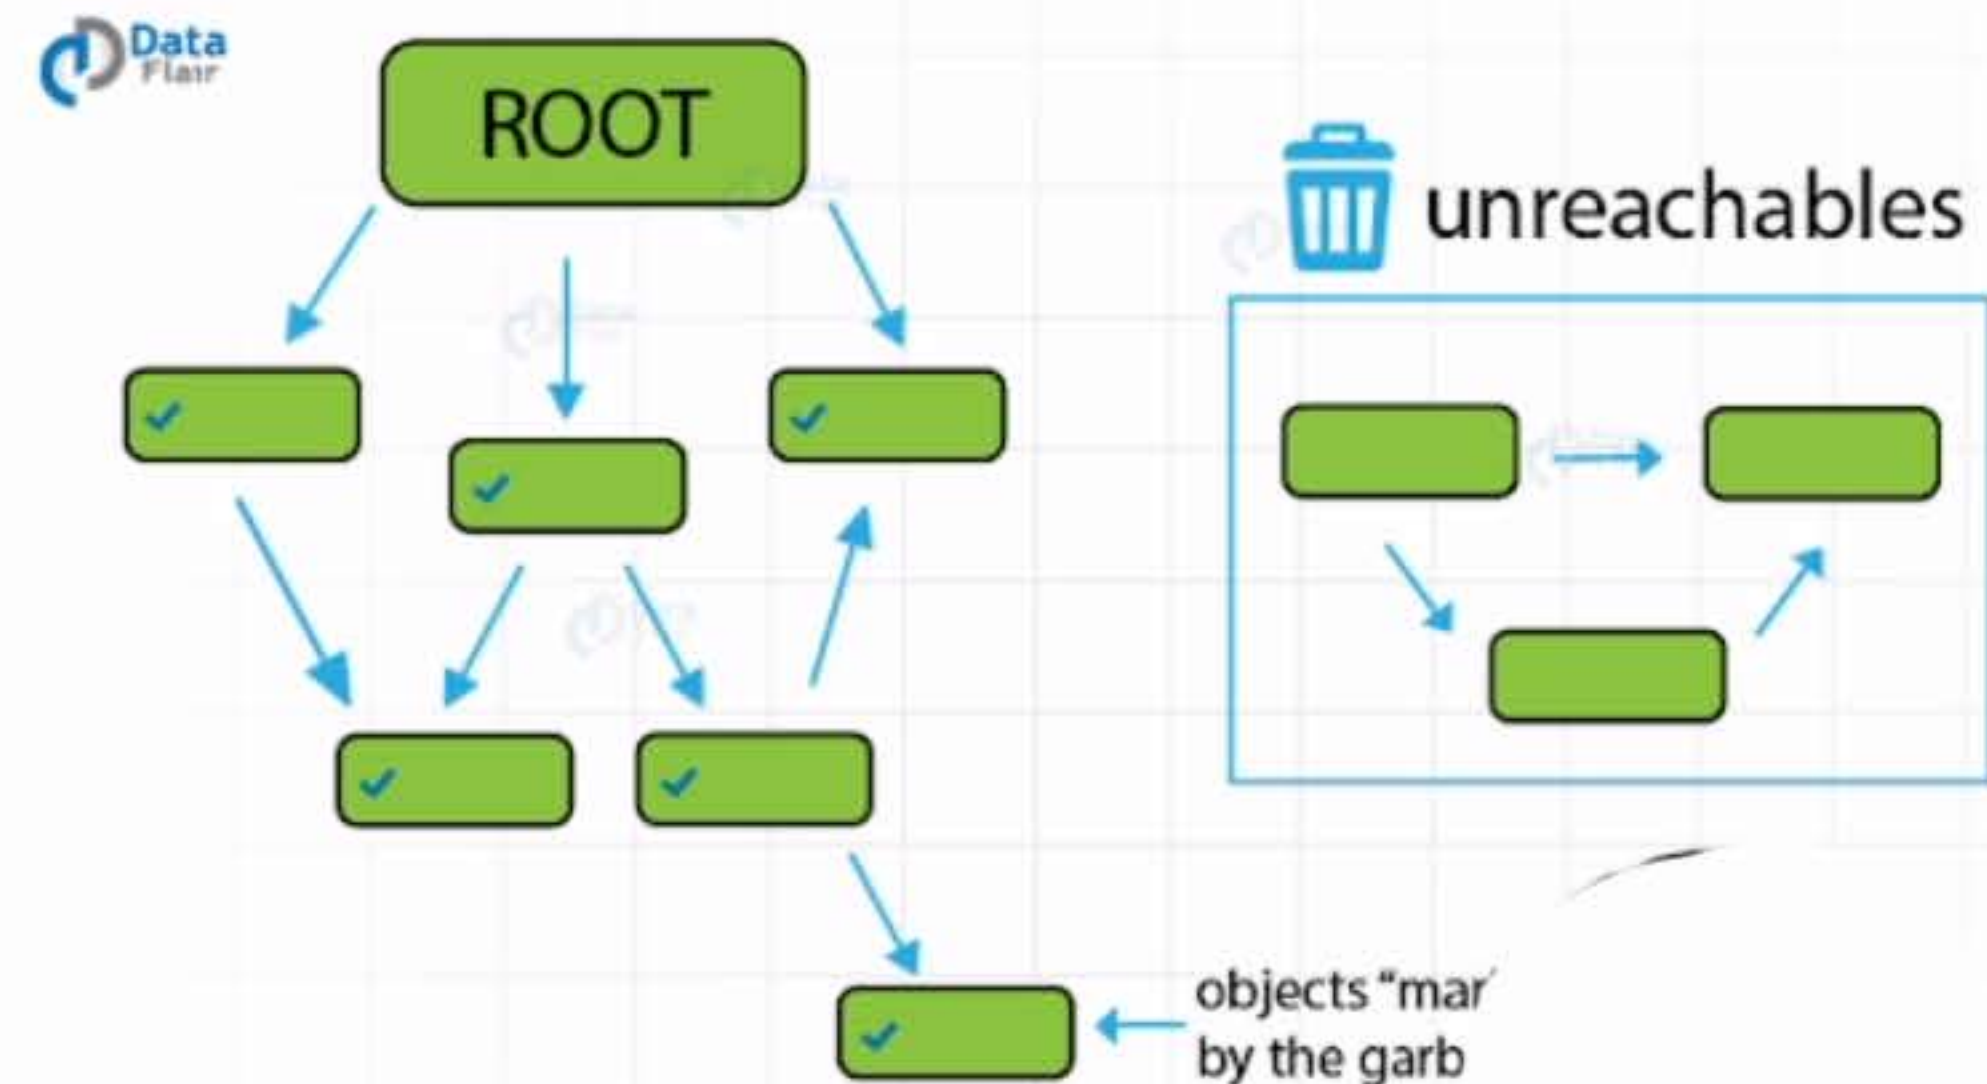 Data
Flair
ROOT
unreachables
objects "mar
by the garb